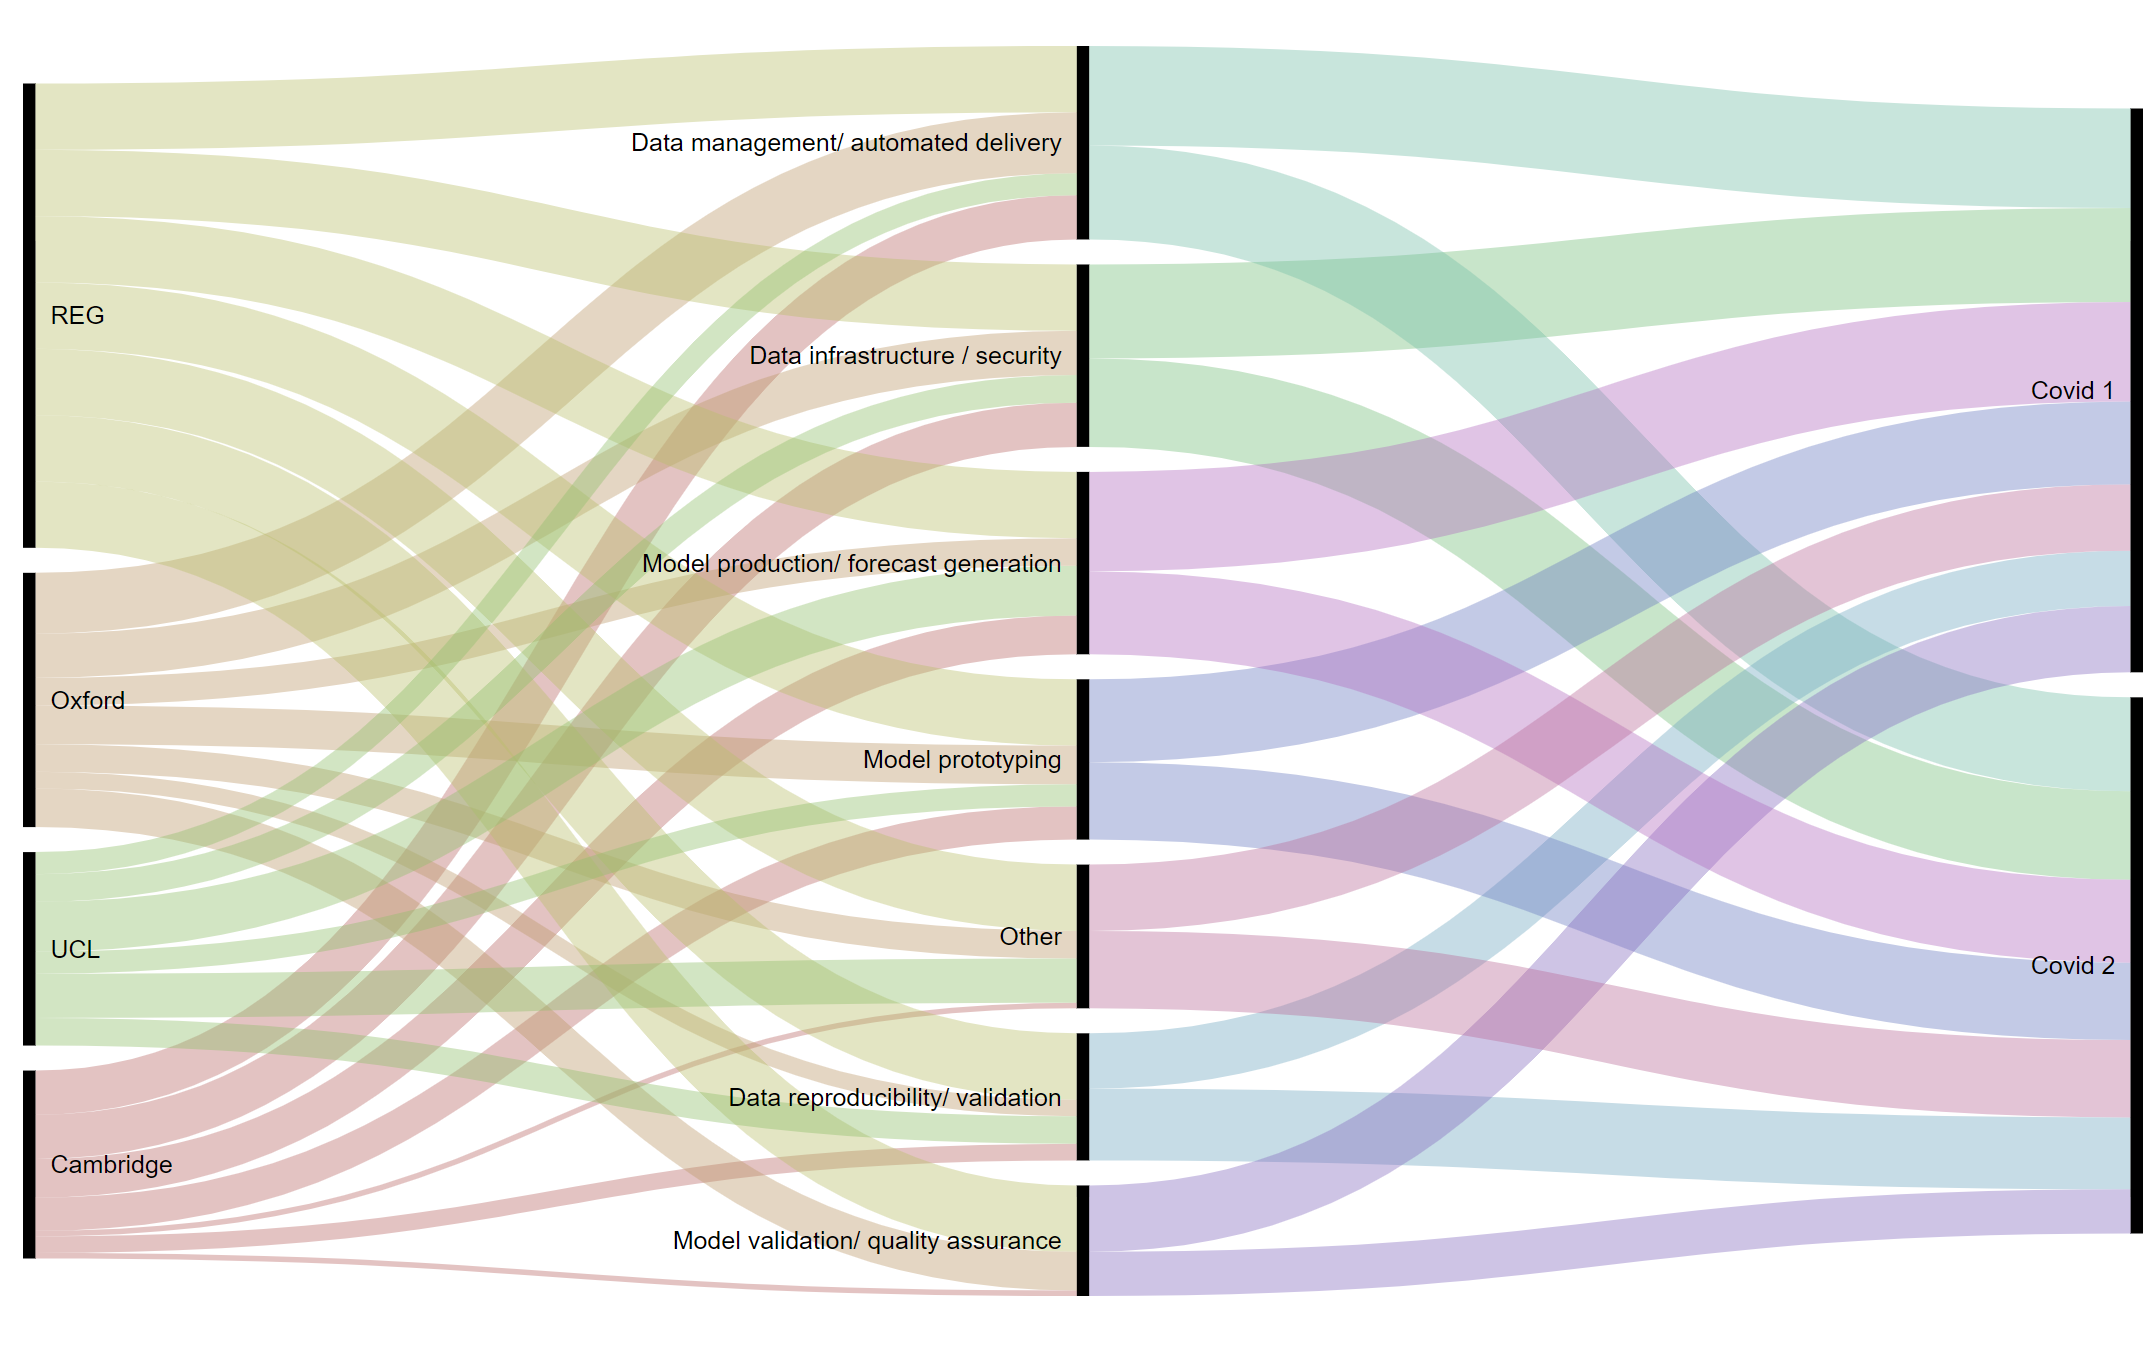 REG
Oxford
UCL
Cambridge
Data management/ automated delivery
Data infrastructure / security
Model production/ forecast generation
Model prototyping
Other
Data reproducibility/ validation
Model validation/ quality assurance
Covid 1
Covid 2